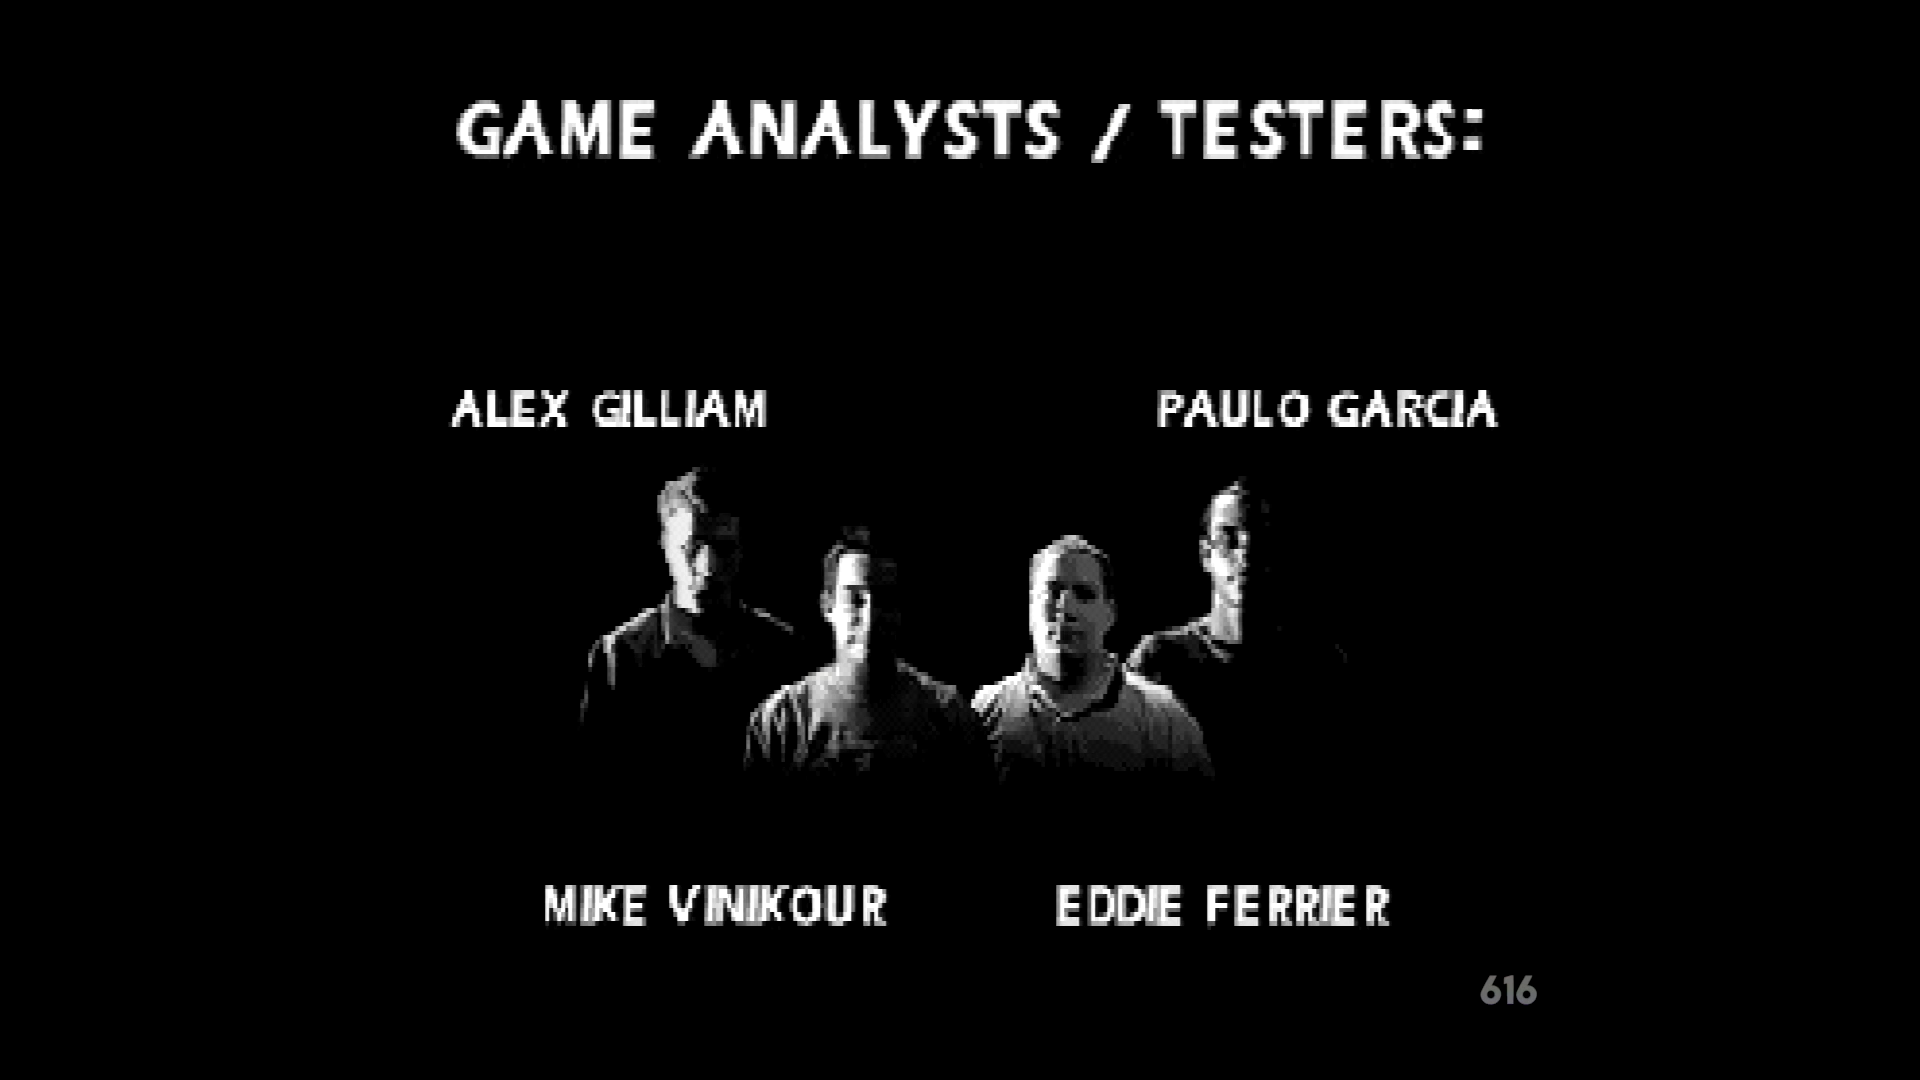 GAME ANALYSTS / TESTERS:
ALEX GILLIAM
PAULO GARCIA
MIKE VINIKOUR
EDDIE FERRIER
616